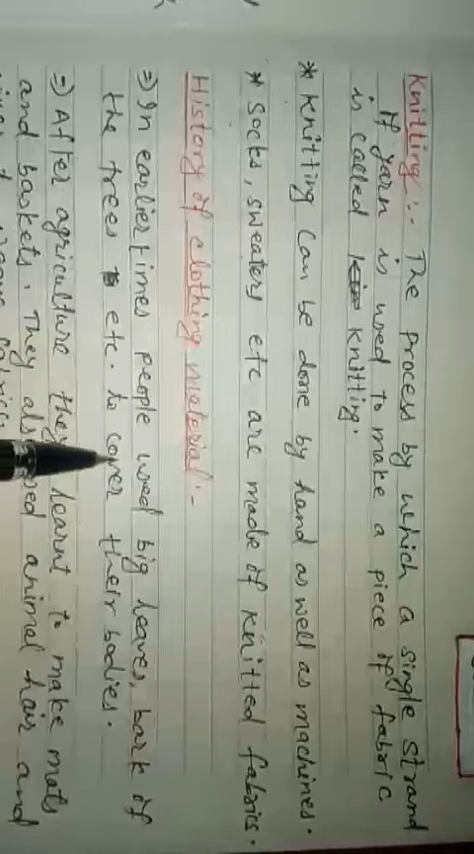 Knitting :- The process by which a single strand
If yarn is used to make a piece of fabric
is called knitting.
* Knitting can be done by hand as well as machines.
* Socks, sweaters etc are made of knitted fabrics.
History of clothing material :-
⇒ In earlier times people used big leaves, bark of
the trees etc. to cover their bodies.
⇒ After agriculture they learnt to make mats
and baskets. They also used animal hair and